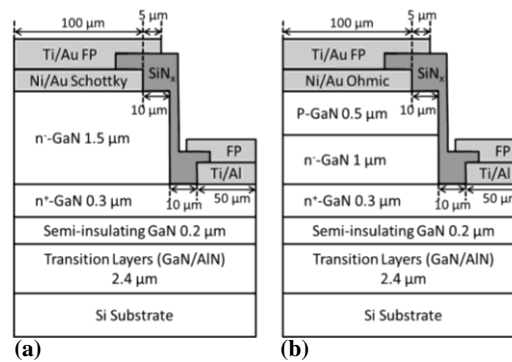 5 μm
100 μm
Ti/Au FP
SiNx
Ni/Au Schottky
10 μm
n⁻-GaN 1.5 μm
FP
Ti/Al
n⁺-GaN 0.3 μm
10 μm
50 μm
Semi-insulating GaN 0.2 μm
Transition Layers (GaN/AlN)
2.4 μm
Si Substrate
(a)
5 μm
100 μm
Ti/Au FP
SiNx
Ni/Au Ohmic
10 μm
P-GaN 0.5 μm
n⁻-GaN
1 μm
FP
Ti/Al
n⁺-GaN 0.3 μm
10 μm
50 μm
Semi-insulating GaN 0.2 μm
Transition Layers (GaN/AlN)
2.4 μm
Si Substrate
(b)